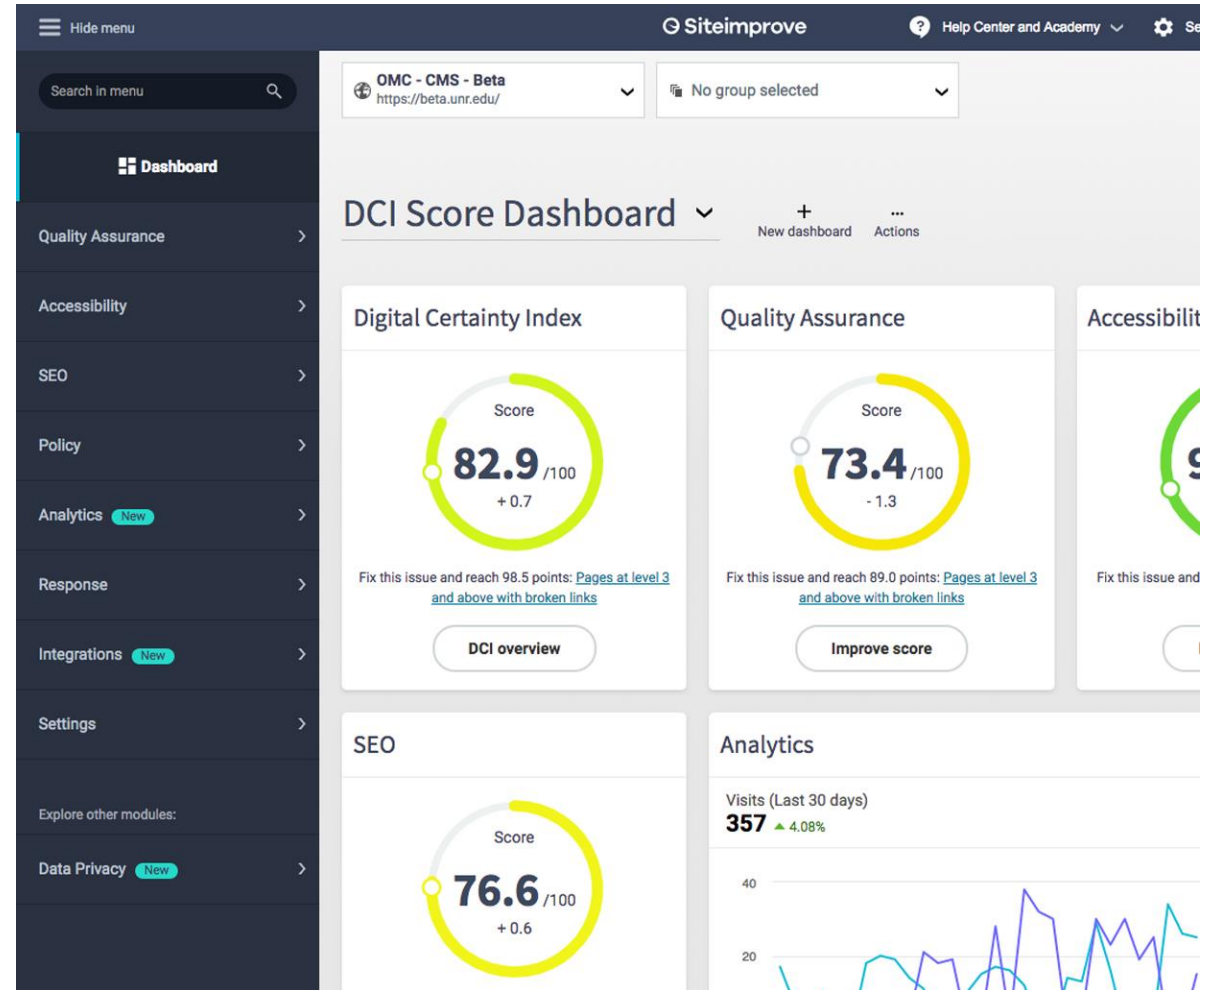 Hide menu
Siteimprove
Help Center and Academy
Search in menu
OMC - CMS - Beta
https://beta.unr.edu/
No group selected
Dashboard
DCI Score Dashboard
+
New dashboard
...
Actions
Quality Assurance
Accessibility
SEO
Policy
Analytics New
Response
Integrations New
Settings
Explore other modules:
Data Privacy New
Digital Certainty Index
Score
82.9 /100
+ 0.7
Fix this issue and reach 98.5 points: Pages at level 3
and above with broken links
DCI overview
Quality Assurance
Score
73.4 /100
- 1.3
Fix this issue and reach 89.0 points: Pages at level 3
and above with broken links
Improve score
Fix this issue and
SEO
Score
76.6 /100
+ 0.6
Analytics
Visits (Last 30 days)
357 4.08%
40
20